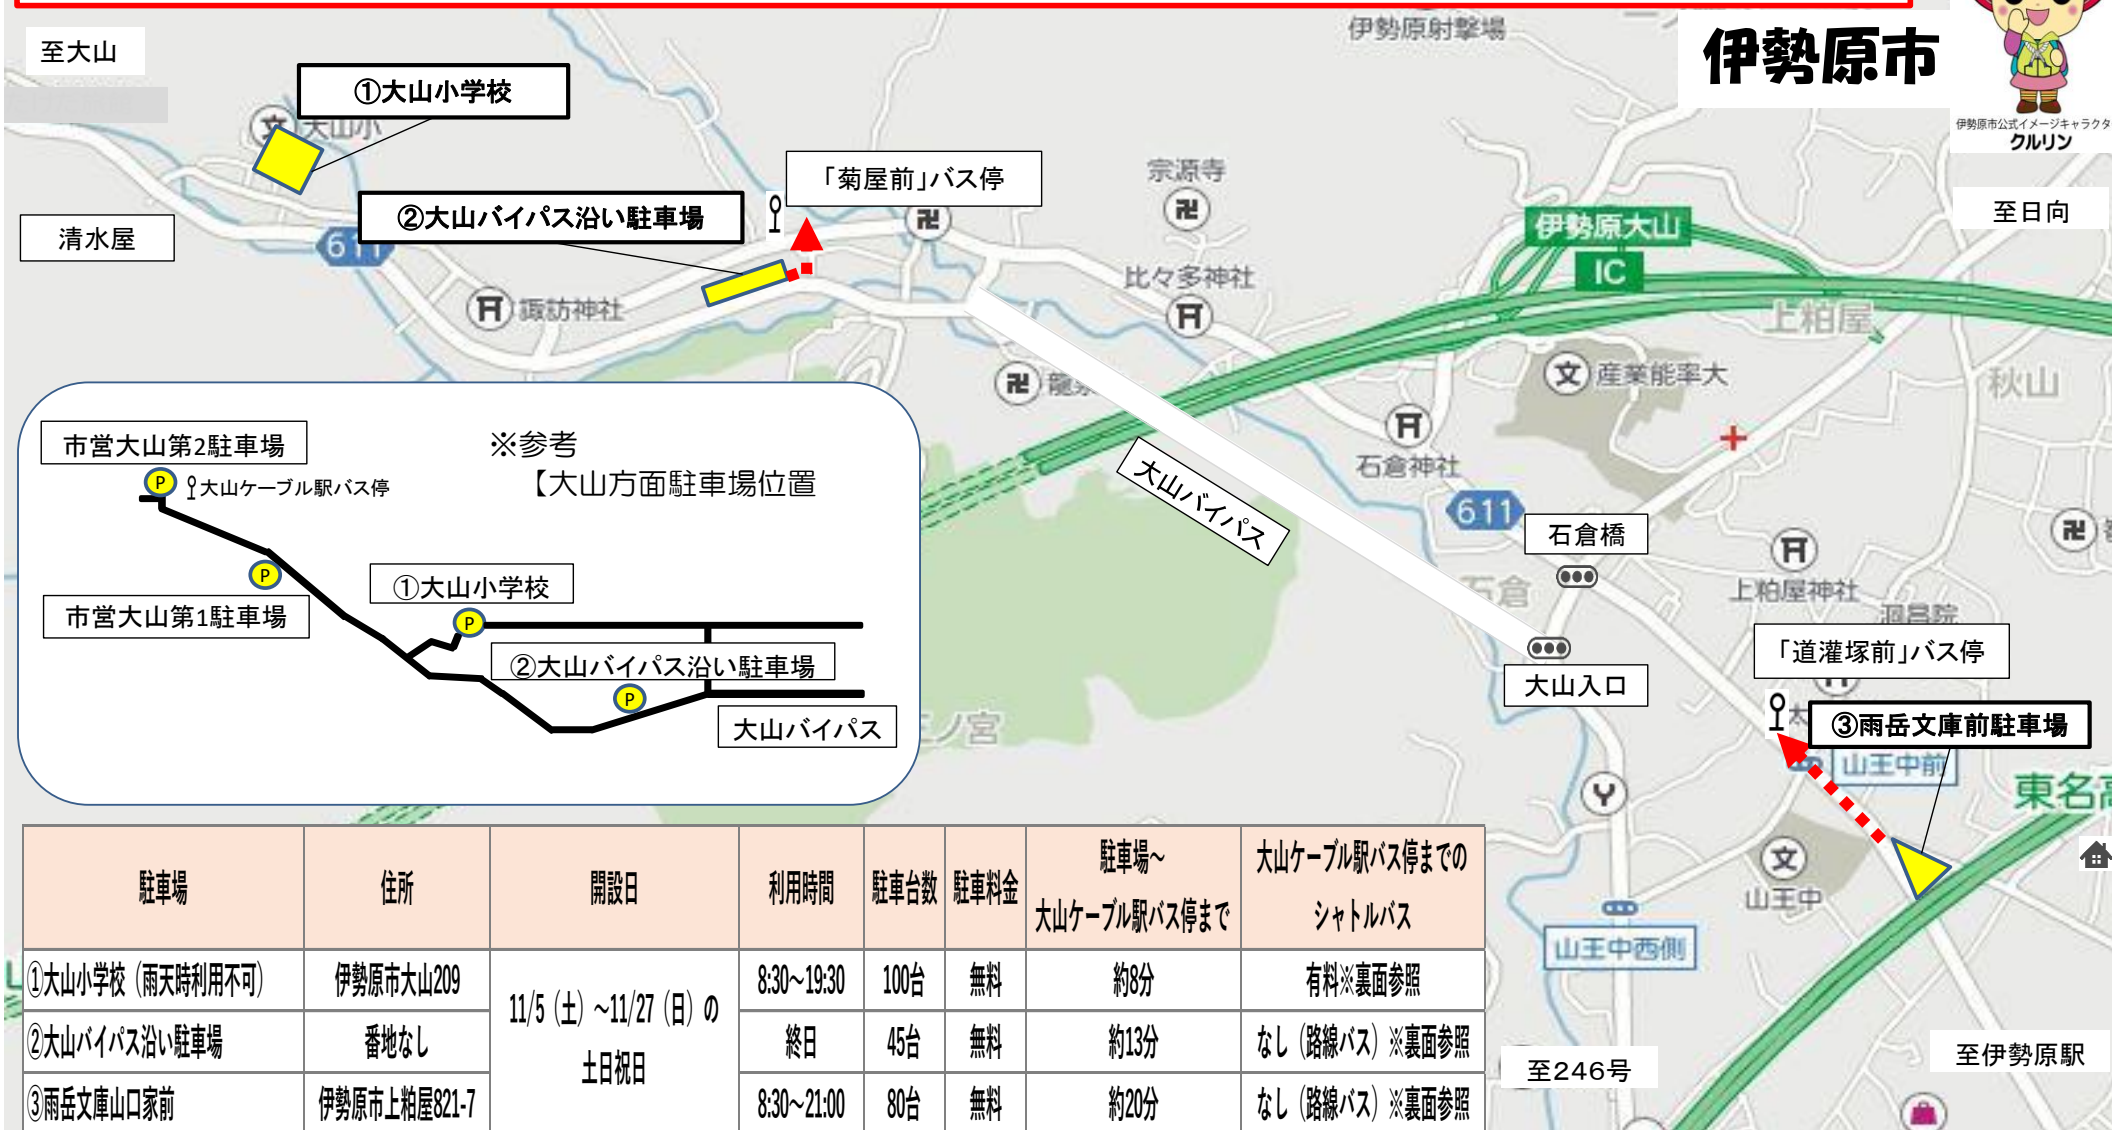 伊勢原射撃場
伊勢原市
伊勢原市公式イメージキャラクタ
クルリン
至大山
①大山小学校
大山小
清水屋
611
②大山バイパス沿い駐車場
「菊屋前」バス停
宗源寺
伊勢原大山
IC
至日向
諏訪神社
比々多神社
上粕屋
産業能率大
秋山
石倉神社
大山バイパス
611
石倉橋
石倉
大山入口
上粕屋神社
洞昌院
「道灌塚前」バス停
③雨岳文庫前駐車場
山王中前
東名高
山王中
山王中西側
至246号
至伊勢原駅
三ノ宮
※参考
【大山方面駐車場位置
市営大山第2駐車場
P
大山ケーブル駅バス停
P
市営大山第1駐車場
①大山小学校
P
②大山バイパス沿い駐車場
P
大山バイパス
駐車場 住所 開設日 利用時間 駐車台数 駐車料金 駐車場～大山ケーブル駅バス停まで 大山ケーブル駅バス停までのシャトルバス
①大山小学校（雨天時利用不可） 伊勢原市大山209 11/5（土）～11/27（日）の土日祝日 8:30～19:30 100台 無料 約8分 有料※裏面参照
②大山バイパス沿い駐車場 番地なし 終日 45台 無料 約13分 なし（路線バス）※裏面参照
③雨岳文庫山口家前 伊勢原市上粕屋821-7 8:30～21:00 80台 無料 約20分 なし（路線バス）※裏面参照